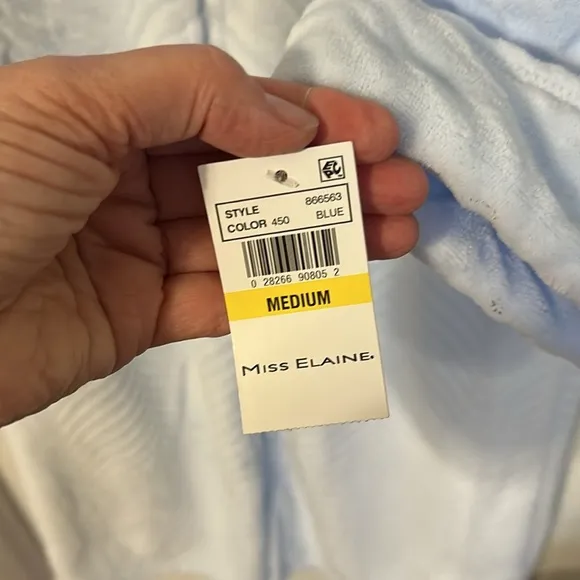 STYLE 866563
COLOR 450 BLUE
0 28266 90805 2
MEDIUM
MISS ELAINE.